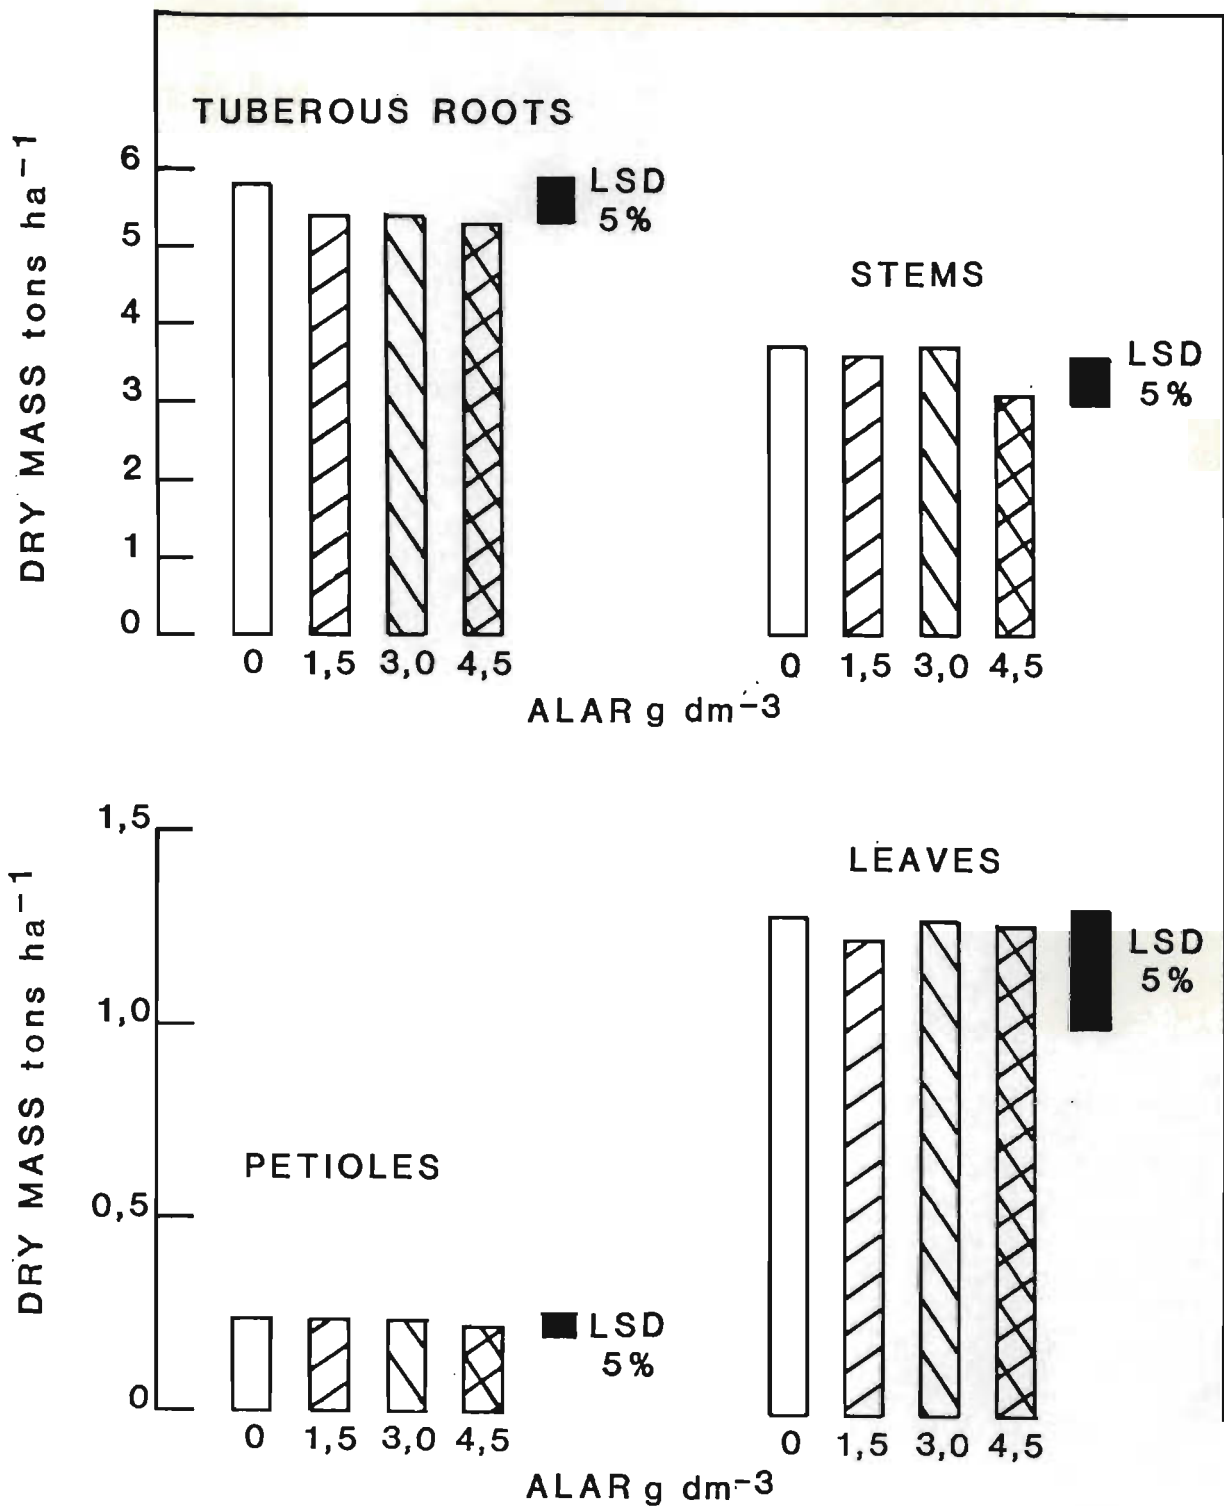 TUBEROUS ROOTS
DRY MASS tons ha⁻¹
6
5
4
3
2
1
0
LSD
5%
STEMS
LSD
5%
0 1,5 3,0 4,5
0 1,5 3,0 4,5
ALAR g dm⁻³
DRY MASS tons ha⁻¹
1,5
1,0
0,5
0
LEAVES
LSD
5%
PETIOLES
LSD
5%
0 1,5 3,0 4,5
0 1,5 3,0 4,5
ALAR g dm⁻³